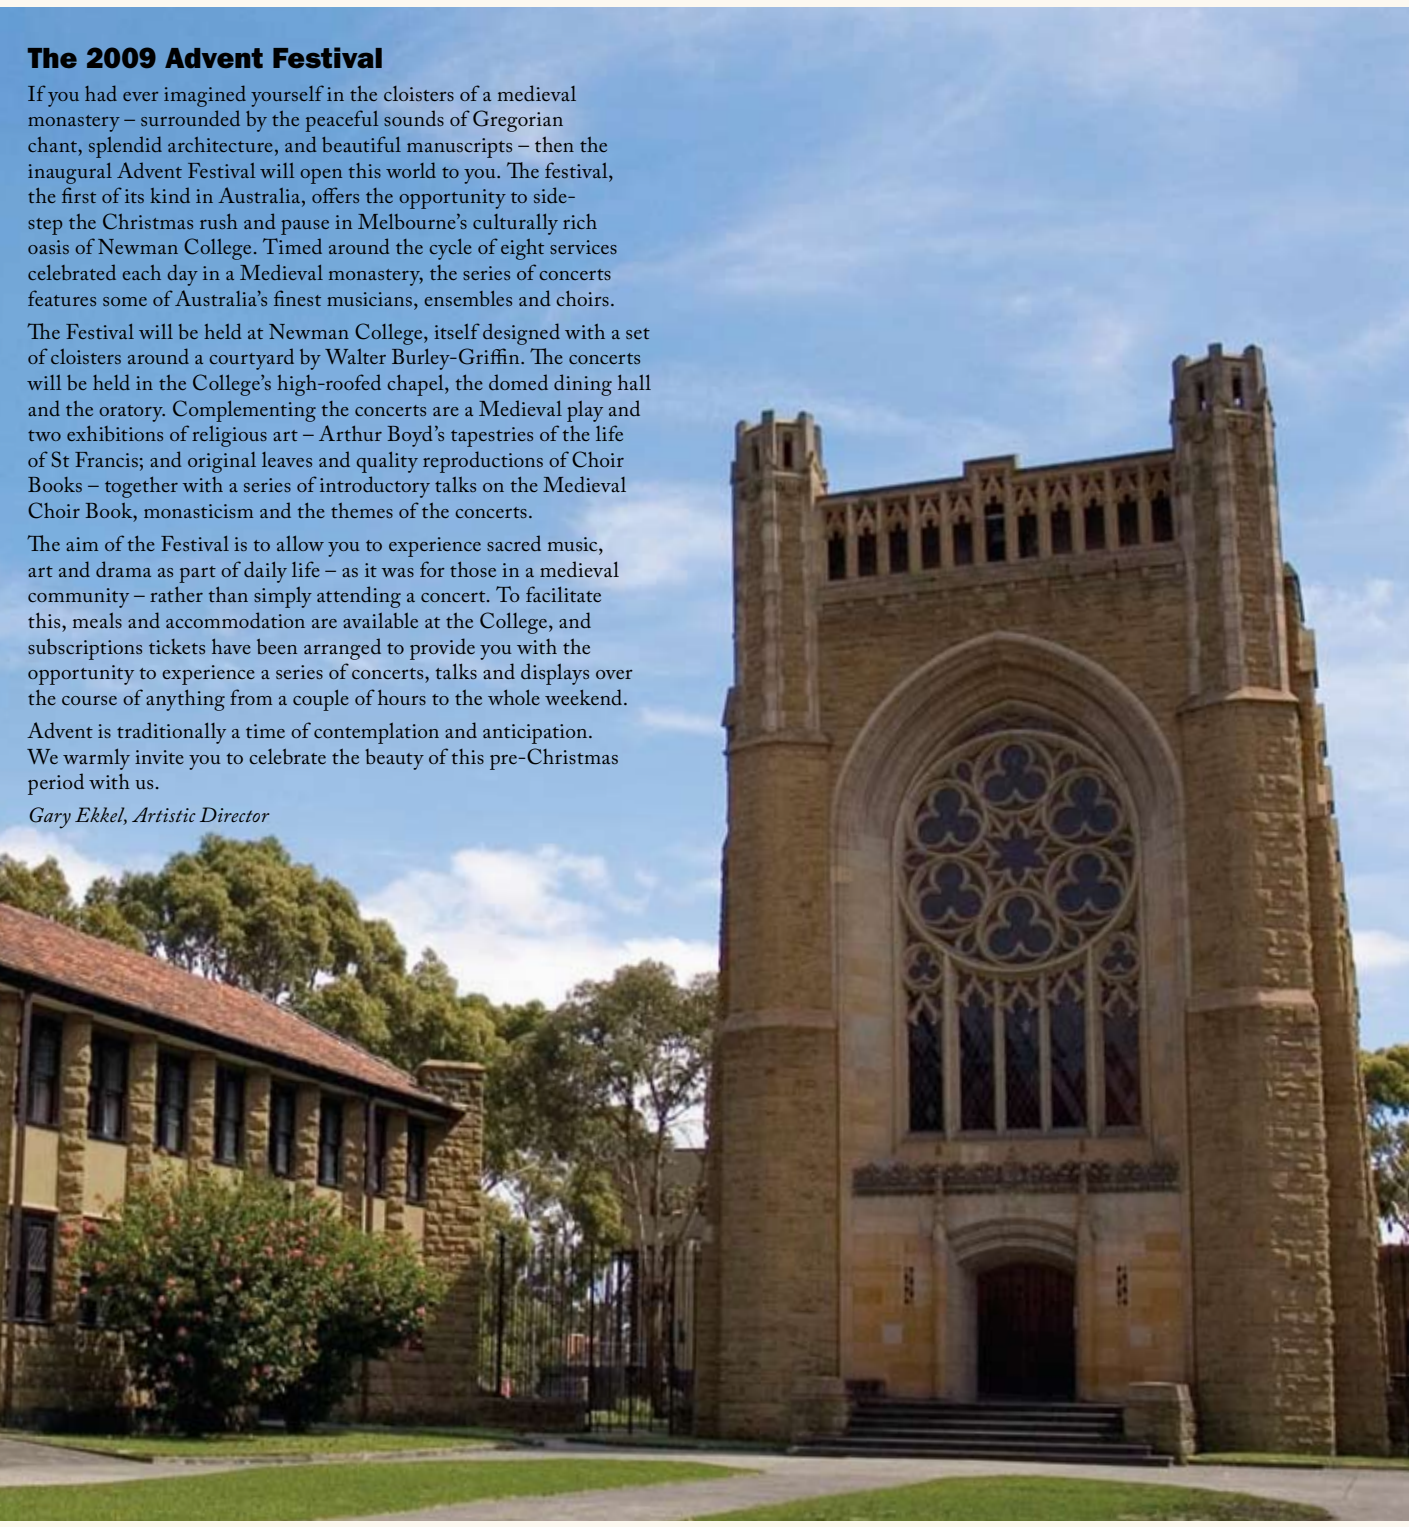 The 2009 Advent Festival
If you had ever imagined yourself in the cloisters of a medieval
monastery – surrounded by the peaceful sounds of Gregorian
chant, splendid architecture, and beautiful manuscripts – then the
inaugural Advent Festival will open this world to you. The festival,
the first of its kind in Australia, offers the opportunity to side-
step the Christmas rush and pause in Melbourne’s culturally rich
oasis of Newman College. Timed around the cycle of eight services
celebrated each day in a Medieval monastery, the series of concerts
features some of Australia’s finest musicians, ensembles and choirs.
The Festival will be held at Newman College, itself designed with a set
of cloisters around a courtyard by Walter Burley-Griffin. The concerts
will be held in the College’s high-roofed chapel, the domed dining hall
and the oratory. Complementing the concerts are a Medieval play and
two exhibitions of religious art – Arthur Boyd’s tapestries of the life
of St Francis; and original leaves and quality reproductions of Choir
Books – together with a series of introductory talks on the Medieval
Choir Book, monasticism and the themes of the concerts.
The aim of the Festival is to allow you to experience sacred music,
art and drama as part of daily life – as it was for those in a medieval
community – rather than simply attending a concert. To facilitate
this, meals and accommodation are available at the College, and
subscriptions tickets have been arranged to provide you with the
opportunity to experience a series of concerts, talks and displays over
the course of anything from a couple of hours to the whole weekend.
Advent is traditionally a time of contemplation and anticipation.
We warmly invite you to celebrate the beauty of this pre-Christmas
period with us.
Gary Ekkel, Artistic Director